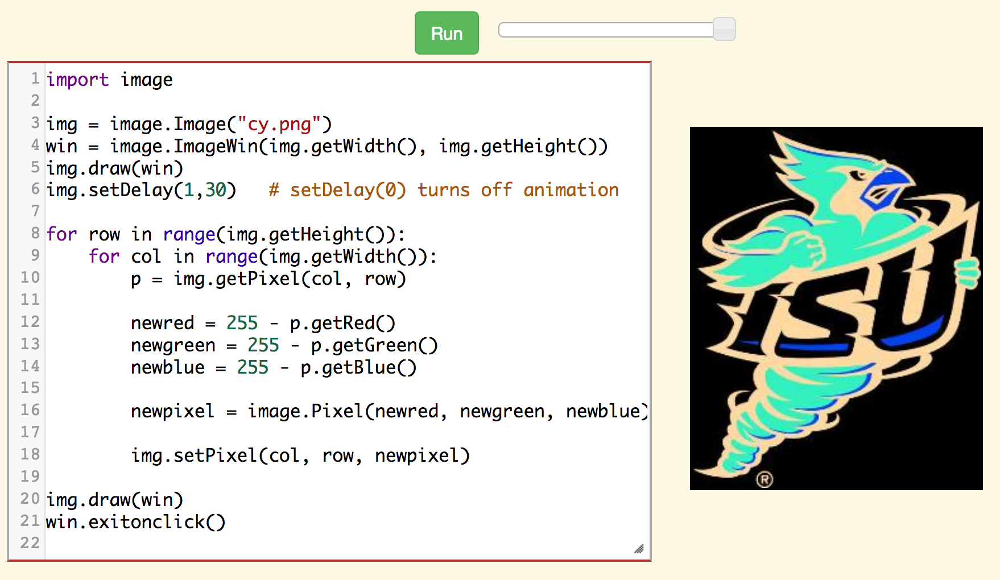 Run
1 import image
2
3 img = image.Image("cy.png")
4 win = image.ImageWin(img.getWidth(), img.getHeight())
5 img.draw(win)
6 img.setDelay(1,30)   # setDelay(0) turns off animation
7
8 for row in range(img.getHeight()):
9     for col in range(img.getWidth()):
10         p = img.getPixel(col, row)
11
12         newred = 255 - p.getRed()
13         newgreen = 255 - p.getGreen()
14         newblue = 255 - p.getBlue()
15
16         newpixel = image.Pixel(newred, newgreen, newblue)
17
18         img.setPixel(col, row, newpixel)
19
20 img.draw(win)
21 win.exitonclick()
22
ISU
®